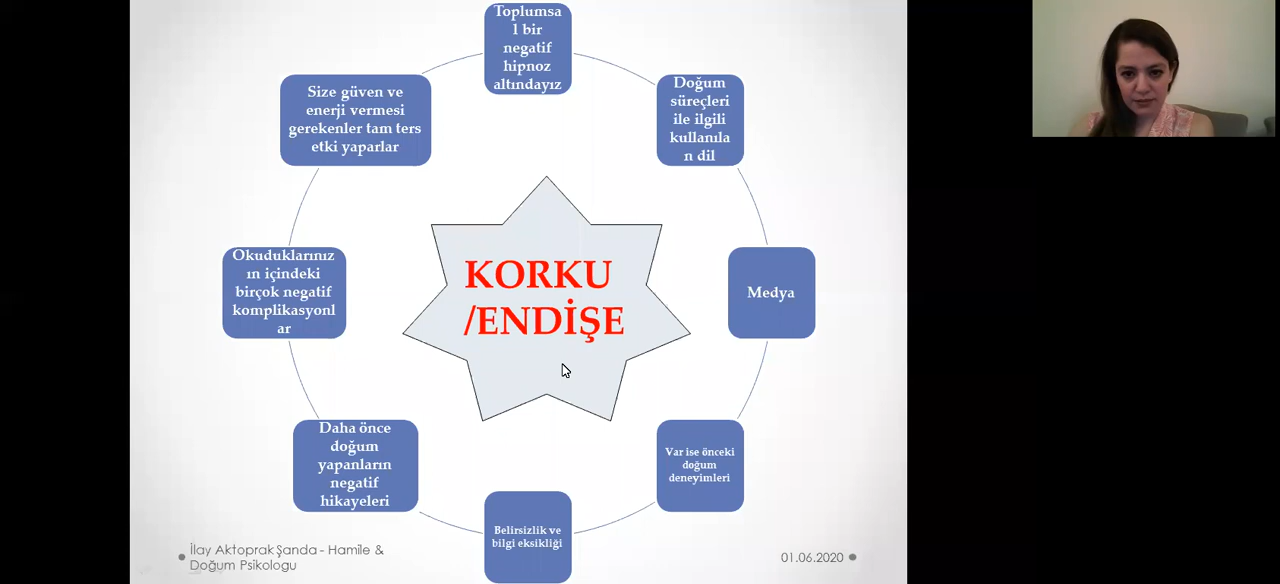 Toplumsa
l bir
negatif
hipnoz
altındayız
Doğum
süreçleri
ile ilgili
kullanıla
n dil
Medya
Var ise önceki
doğum
deneyimleri
Belirsizlik ve
bilgi eksikliği
Daha önce
doğum
yapanların
negatif
hikayeleri
Okuduklarınız
ın içindeki
birçok negatif
komplikasyonl
ar
Size güven ve
enerji vermesi
gerekenler tam ters
etki yaparlar
KORKU
/ENDİŞE
İlay Aktoprak Şanda - Hamile &
Doğum Psikologu
01.06.2020